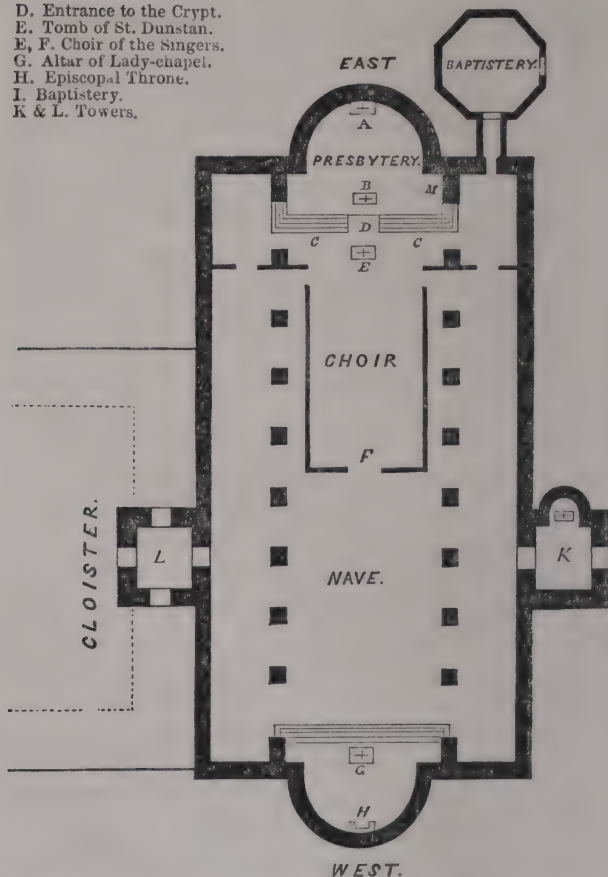 D. Entrance to the Crypt.
E. Tomb of St. Dunstan.
E, F. Choir of the Singers.
G. Altar of Lady-chapel.
H. Episcopal Throne.
I. Baptistery.
K & L. Towers.
EAST
BAPTISTERY.
A
PRESBYTERY.
B
M
D
C
C
E
CHOIR
F
CLOISTER.
L
K
NAVE.
G
H
WEST.